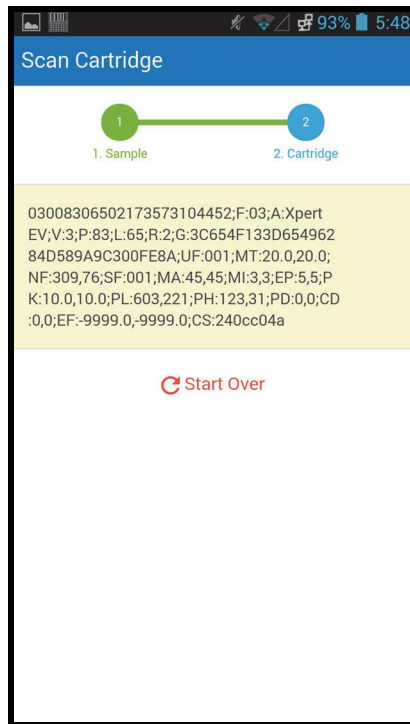 93% 5:48
Scan Cartridge
1 2
1. Sample 2. Cartridge
03008306502173573104452;F:03;A:Xpert
EV;V:3;P:83;L:65;R:2;G:3C654F133D654962
84D589A9C300FE8A;UF:001;MT:20.0,20.0;
NF:309,76;SF:001;MA:45,45;MI:3,3;EP:5,5;P
K:10.0,10.0;PL:603,221;PH:123,31;PD:0,0;CD
:0,0;EF:-9999.0,-9999.0;CS:240cc04a
Start Over